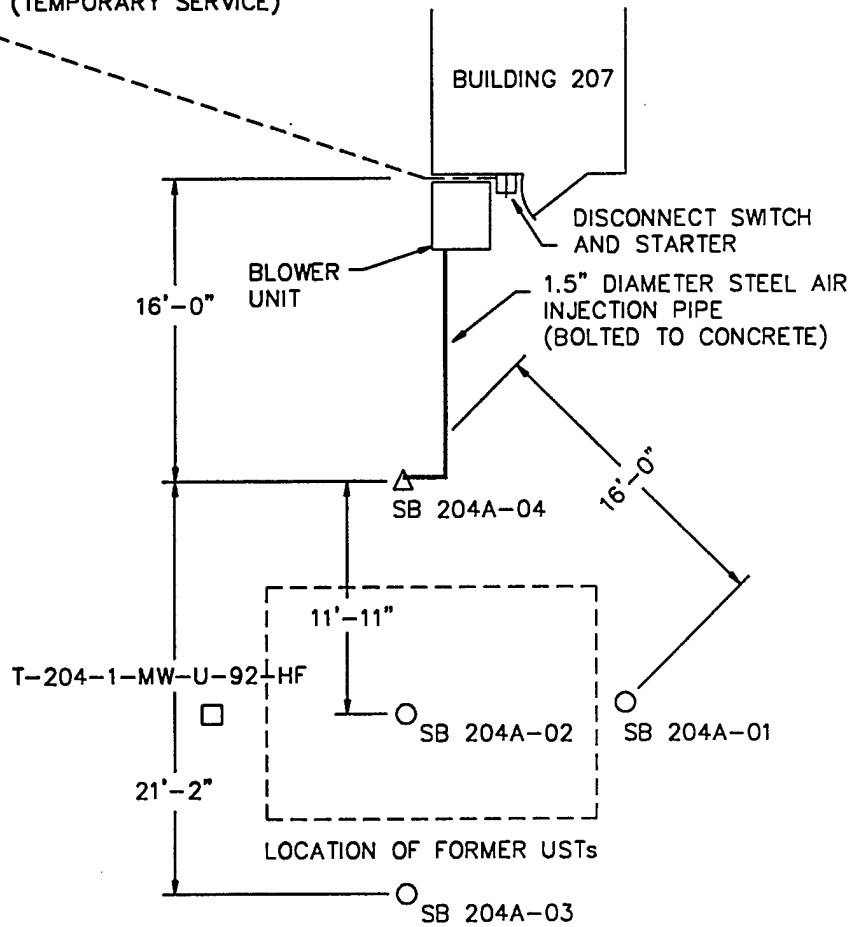 (TEMPORARY SERVICE)
BUILDING 207
DISCONNECT SWITCH
AND STARTER
BLOWER
UNIT
1.5" DIAMETER STEEL AIR
INJECTION PIPE
(BOLTED TO CONCRETE)
16'-0"
16'-0"
SB 204A-04
11'-11"
T-204-1-MW-U-92-HF
SB 204A-02
SB 204A-01
21'-2"
LOCATION OF FORMER USTs
SB 204A-03